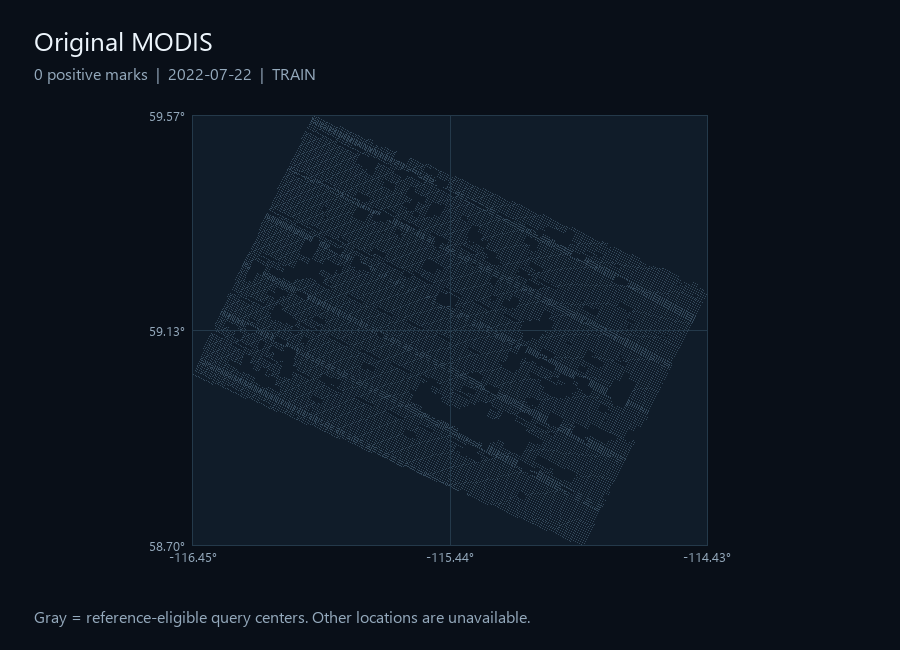 Original MODIS
0 positive marks | 2022-07-22 | TRAIN
59.57°
59.13°
58.70°
-116.45°
-115.44°
-114.43°
Gray = reference-eligible query centers. Other locations are unavailable.